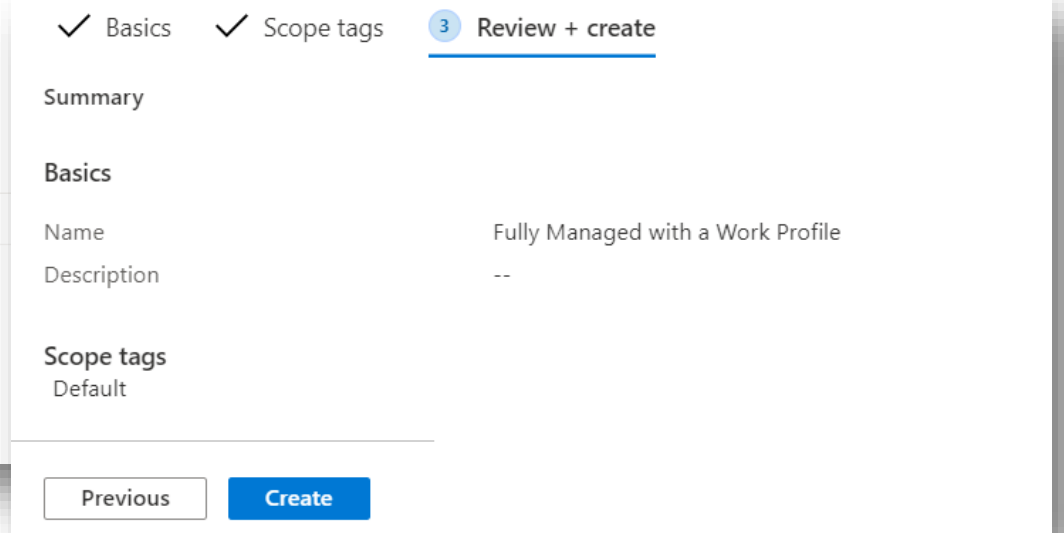 Basics Scope tags 3 Review + create
Summary
Basics
Name Fully Managed with a Work Profile
Description --
Scope tags
Default
Previous Create